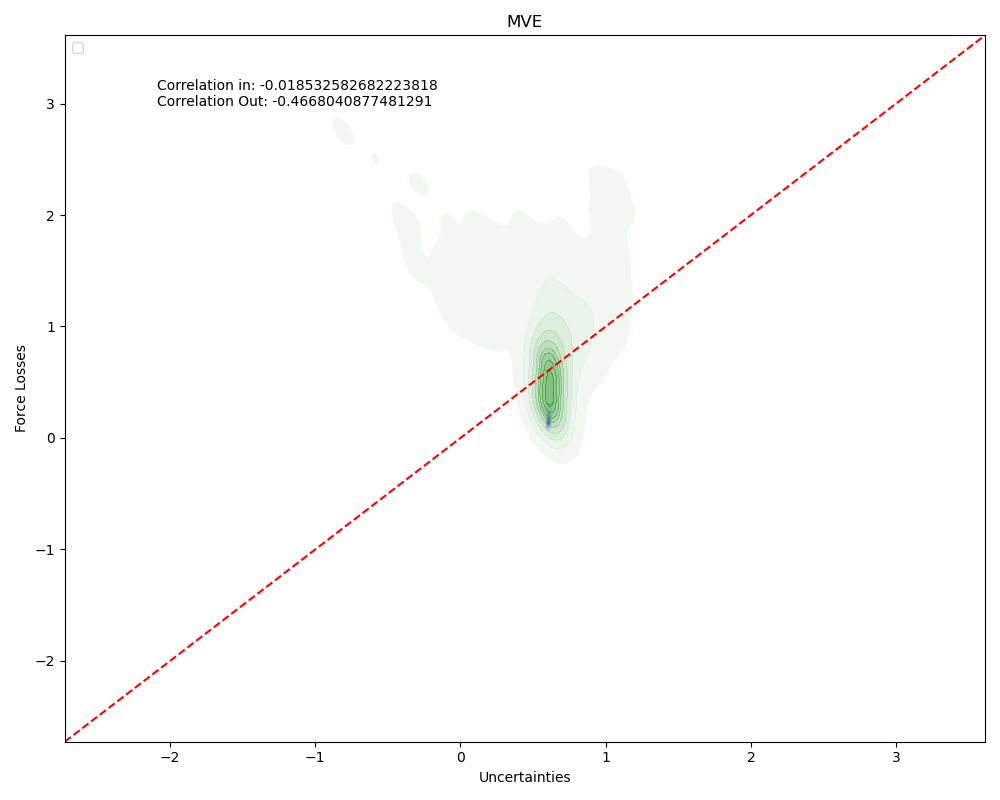 MVE
Correlation in: -0.018532582682223818
Correlation Out: -0.4668040877481291
3
2
1
0
−1
−2
Force Losses
−2
−1
0
1
2
3
Uncertainties